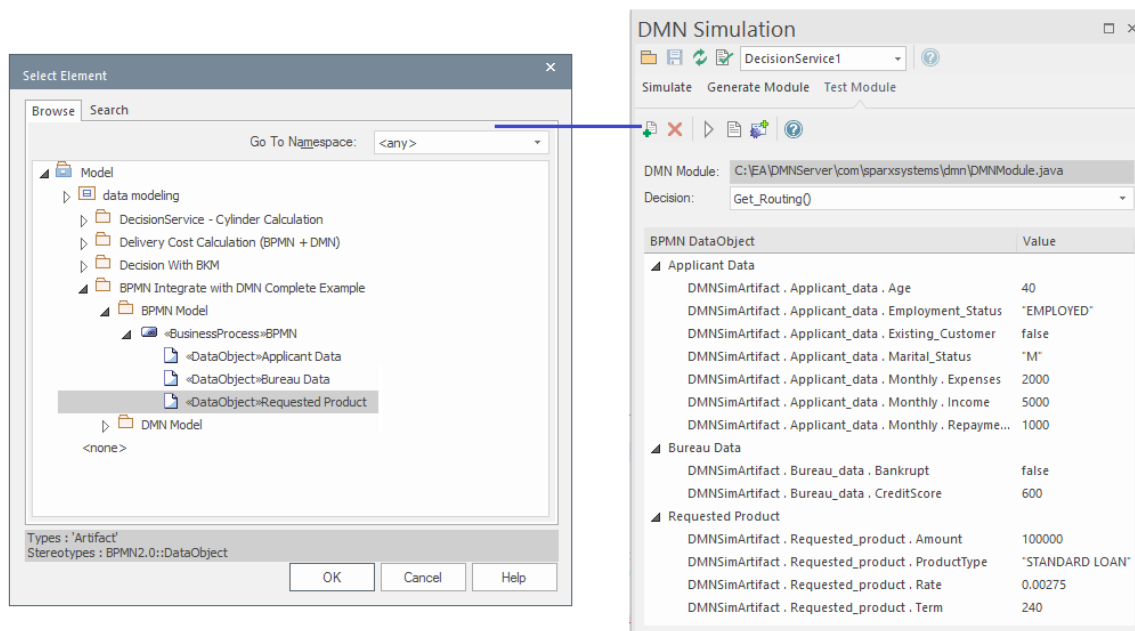 Select Element
Browse Search
Go To Namespace: <any>
Model
data modeling
DecisionService - Cylinder Calculation
Delivery Cost Calculation (BPMN + DMN)
Decision With BKM
BPMN Integrate with DMN Complete Example
BPMN Model
«BusinessProcess»BPMN
«DataObject»Applicant Data
«DataObject»Bureau Data
«DataObject»Requested Product
DMN Model
<none>
Types : 'Artifact'
Stereotypes : BPMN2.0::DataObject
OK Cancel Help
DMN Simulation
DecisionService1
Simulate Generate Module Test Module
DMN Module: C:\EA\DMNServer\com\sparxsystems\dmn\DMNModule.java
Decision: Get_Routing()
BPMN DataObject Value
Applicant Data
DMNSimArtifact . Applicant_data . Age 40
DMNSimArtifact . Applicant_data . Employment_Status "EMPLOYED"
DMNSimArtifact . Applicant_data . Existing_Customer false
DMNSimArtifact . Applicant_data . Marital_Status "M"
DMNSimArtifact . Applicant_data . Monthly . Expenses 2000
DMNSimArtifact . Applicant_data . Monthly . Income 5000
DMNSimArtifact . Applicant_data . Monthly . Repayme... 1000
Bureau Data
DMNSimArtifact . Bureau_data . Bankrupt false
DMNSimArtifact . Bureau_data . CreditScore 600
Requested Product
DMNSimArtifact . Requested_product . Amount 100000
DMNSimArtifact . Requested_product . ProductType "STANDARD LOAN"
DMNSimArtifact . Requested_product . Rate 0.00275
DMNSimArtifact . Requested_product . Term 240